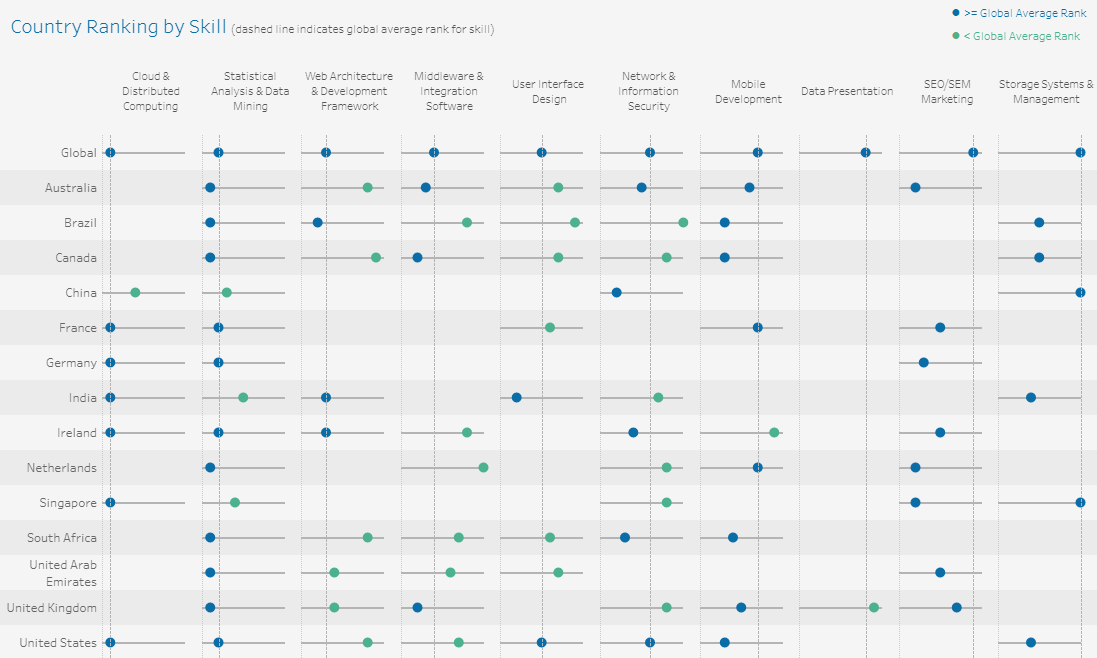 Country Ranking by Skill (dashed line indicates global average rank for skill)
>= Global Average Rank
< Global Average Rank
Cloud &
Distributed
Computing
Statistical
Analysis & Data
Mining
Web Architecture
& Development
Framework
Middleware &
Integration
Software
User Interface
Design
Network &
Information
Security
Mobile
Development
Data Presentation
SEO/SEM
Marketing
Storage Systems &
Management
Global
Australia
Brazil
Canada
China
France
Germany
India
Ireland
Netherlands
Singapore
South Africa
United Arab
Emirates
United Kingdom
United States